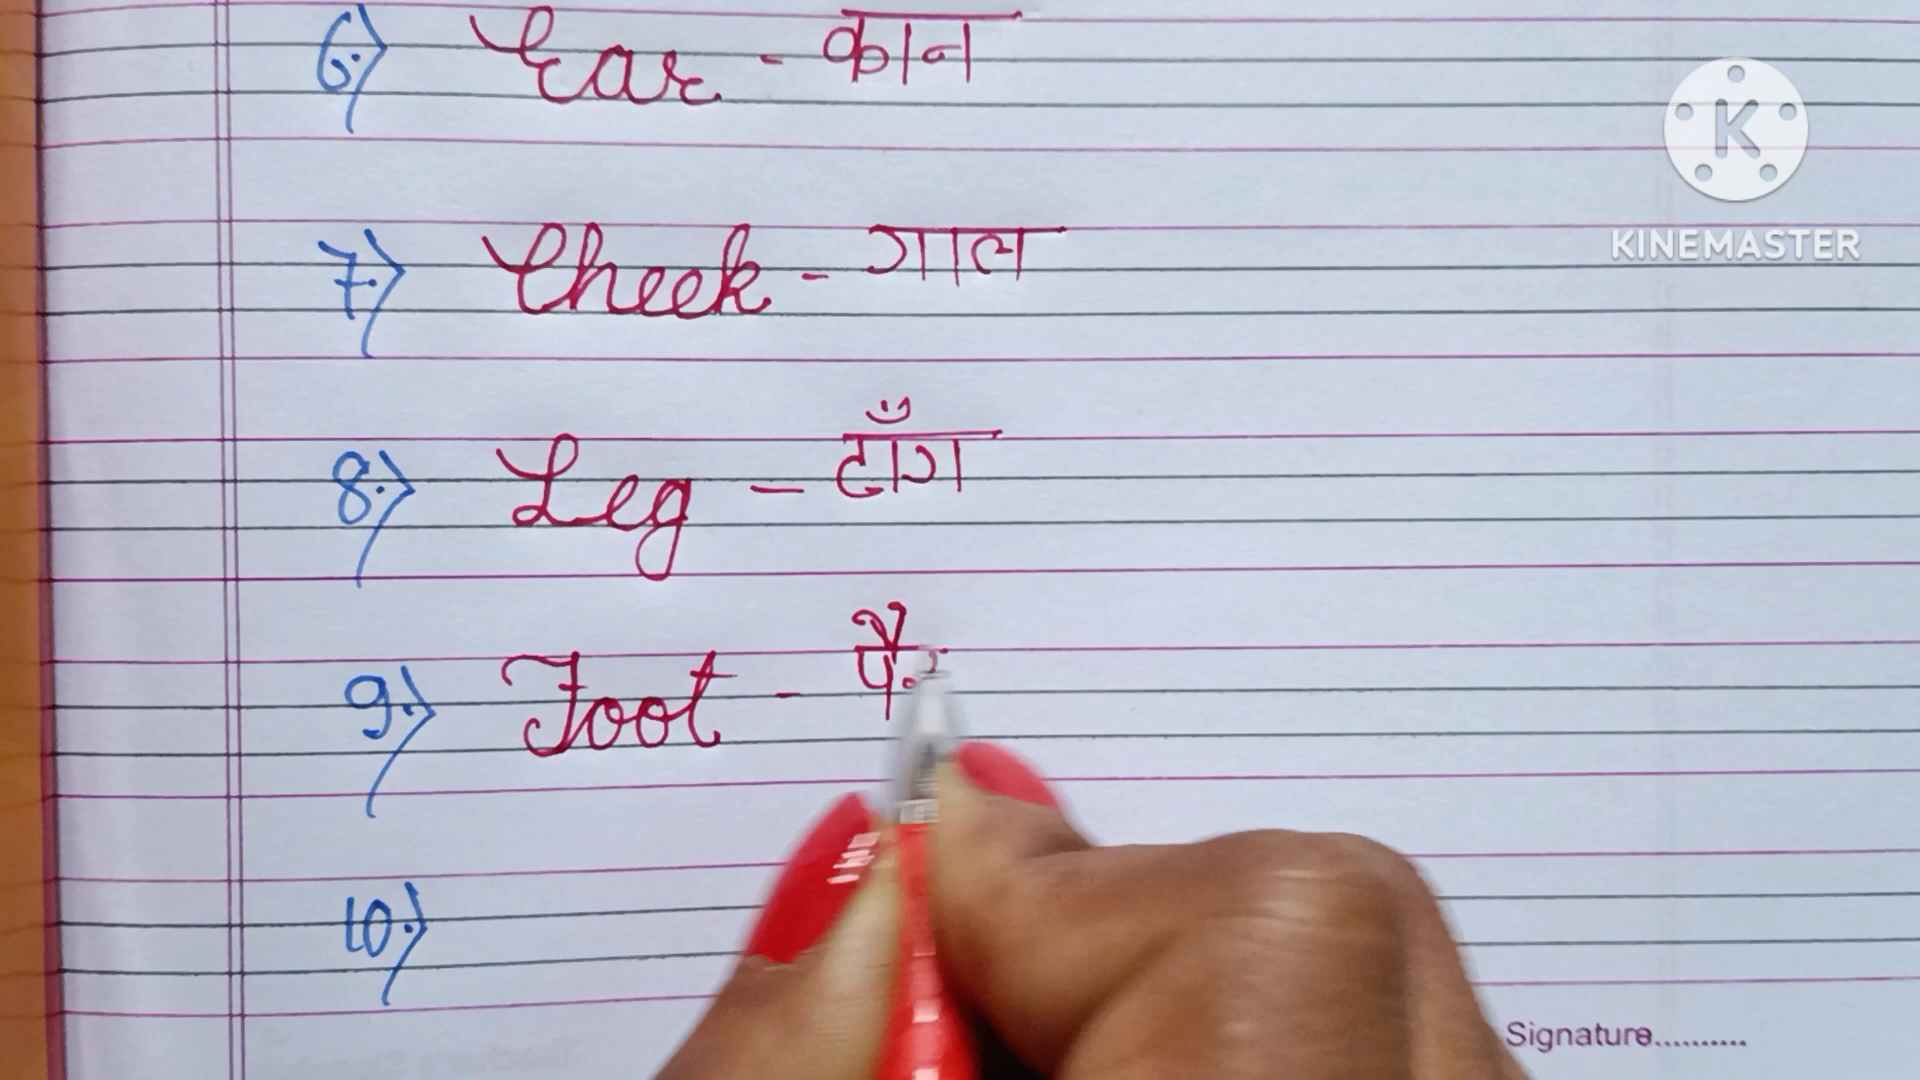 6.) Ear - कान
K
KINEMASTER
7.) Cheek - गाल
8.) Leg - टाँग
9.) Foot - पैर
10.)
Signature..........